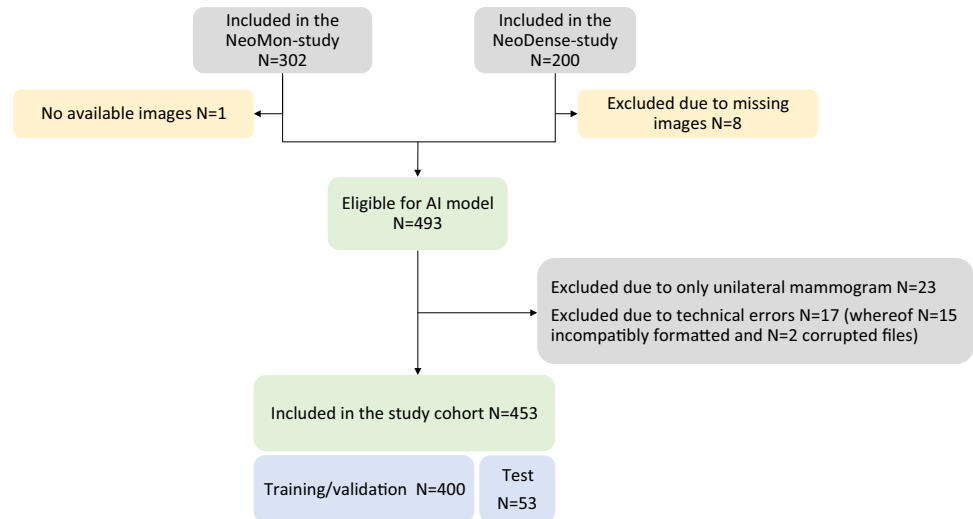 Included in the
NeoMon-study
N=302
Included in the
NeoDense-study
N=200
No available images N=1
Excluded due to missing
images N=8
Eligible for AI model
N=493
Excluded due to only unilateral mammogram N=23
Excluded due to technical errors N=17 (whereof N=15
incompatibly formatted and N=2 corrupted files)
Included in the study cohort N=453
Training/validation N=400
Test
N=53